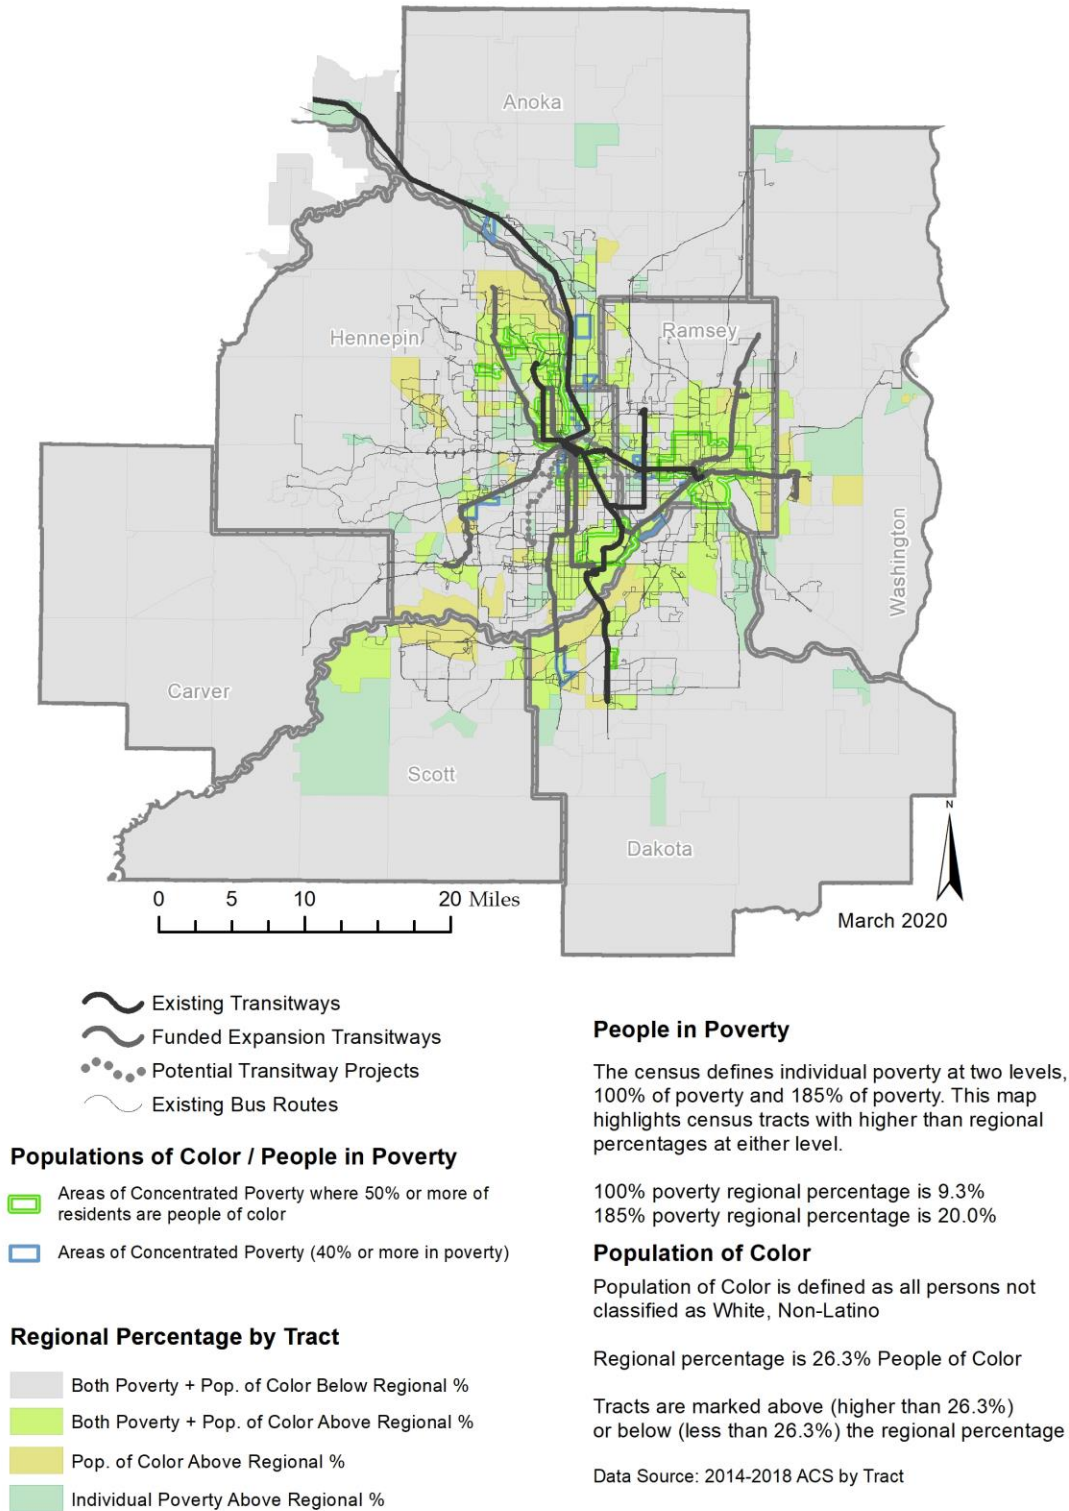 Anoka
Hennepin
Ramsey
Washington
Carver
Scott
Dakota
N
0 5 10 20 Miles
March 2020
Existing Transitways
Funded Expansion Transitways
Potential Transitway Projects
Existing Bus Routes
Populations of Color / People in Poverty
Areas of Concentrated Poverty where 50% or more of
residents are people of color
Areas of Concentrated Poverty (40% or more in poverty)
Regional Percentage by Tract
Both Poverty + Pop. of Color Below Regional %
Both Poverty + Pop. of Color Above Regional %
Pop. of Color Above Regional %
Individual Poverty Above Regional %
People in Poverty
The census defines individual poverty at two levels,
100% of poverty and 185% of poverty. This map
highlights census tracts with higher than regional
percentages at either level.
100% poverty regional percentage is 9.3%
185% poverty regional percentage is 20.0%
Population of Color
Population of Color is defined as all persons not
classified as White, Non-Latino
Regional percentage is 26.3% People of Color
Tracts are marked above (higher than 26.3%)
or below (less than 26.3%) the regional percentage
Data Source: 2014-2018 ACS by Tract